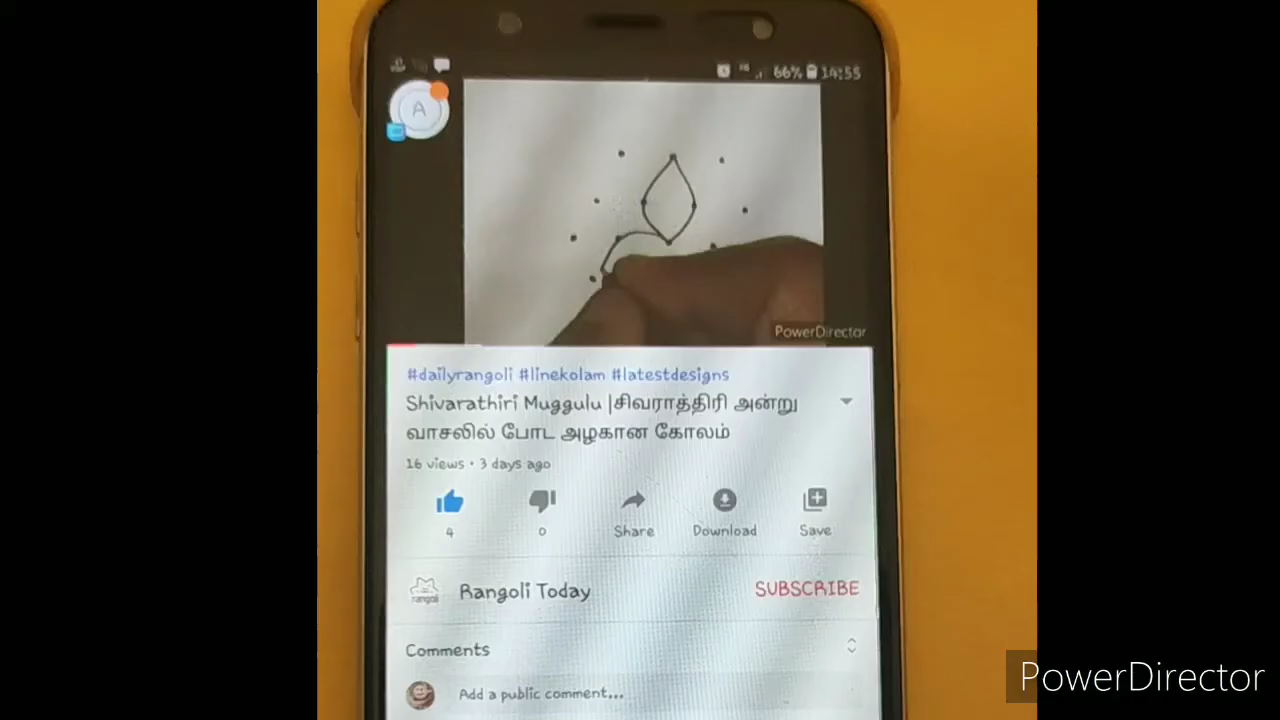 66% 14:55
A
PowerDirector
#dailyrangoli #linekolam #latestdesigns
Shivarathiri Muggulu |சிவராத்திரி அன்று
வாசலில் போட அழகான கோலம்
16 views • 3 days ago
4
0
Share
Download
Save
rangoli
Rangoli Today
SUBSCRIBE
Comments
Add a public comment...
PowerDirector